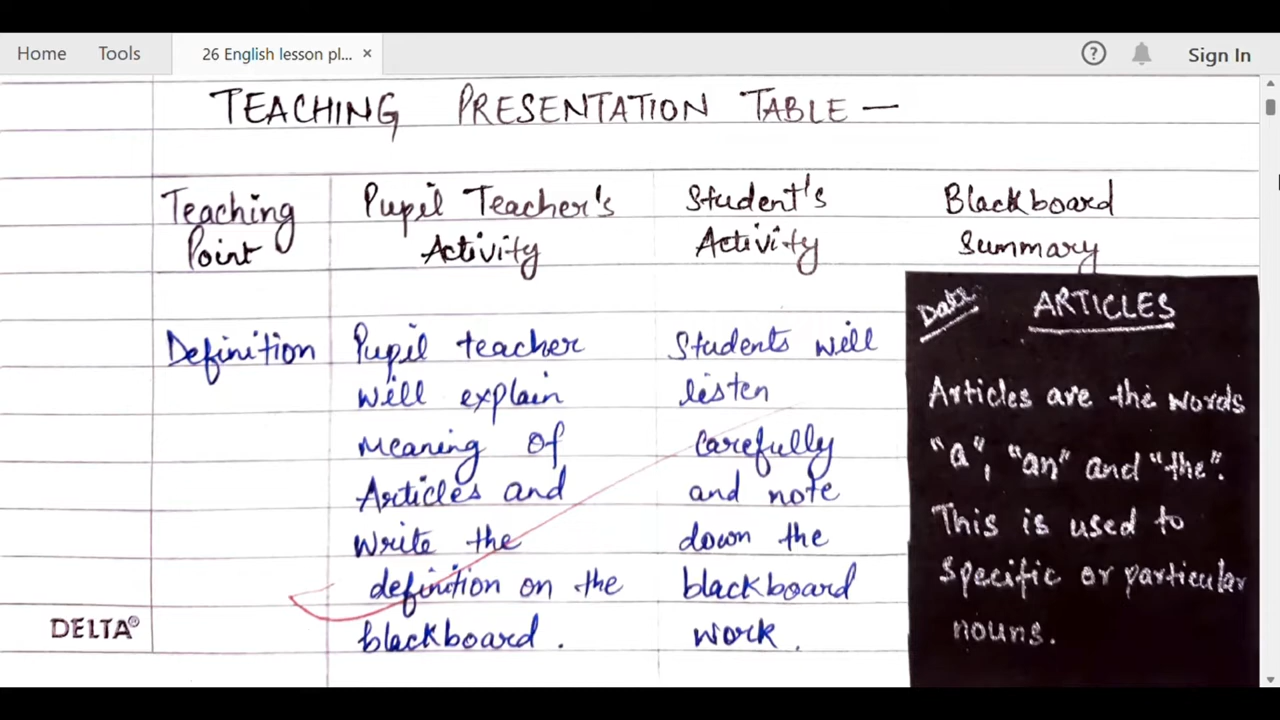 Home Tools 26 English lesson pl... × Sign In
TEACHING PRESENTATION TABLE —
Teaching Point
Pupil Teacher's Activity
Student's Activity
Blackboard Summary
Definition
Pupil teacher
will explain
meaning of
Articles and
write the
definition on the
blackboard.
Students will
listen
carefully
and note
down the
blackboard
work.
Date
ARTICLES
Articles are the words
"a", "an" and "the".
This is used to
specific or particular
nouns.
DELTA®